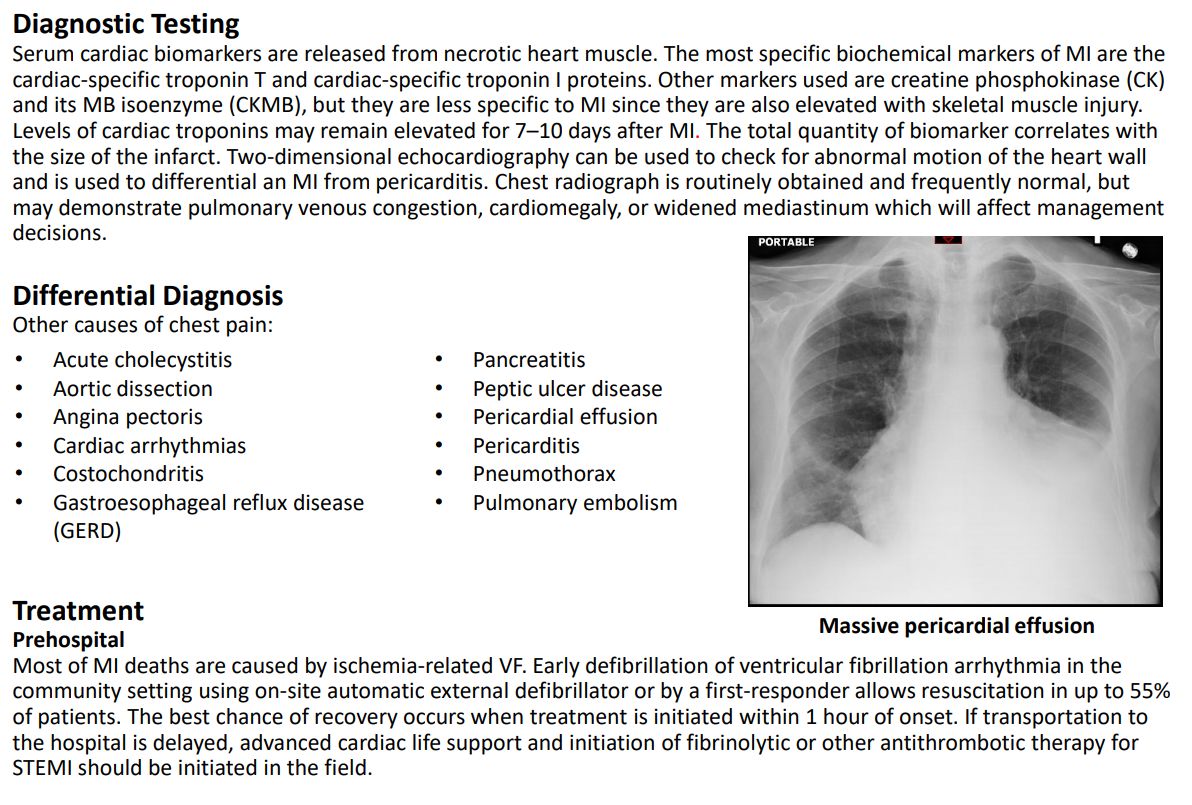 Diagnostic Testing
Serum cardiac biomarkers are released from necrotic heart muscle. The most specific biochemical markers of MI are the
cardiac-specific troponin T and cardiac-specific troponin I proteins. Other markers used are creatine phosphokinase (CK)
and its MB isoenzyme (CKMB), but they are less specific to MI since they are also elevated with skeletal muscle injury.
Levels of cardiac troponins may remain elevated for 7–10 days after MI. The total quantity of biomarker correlates with
the size of the infarct. Two-dimensional echocardiography can be used to check for abnormal motion of the heart wall
and is used to differential an MI from pericarditis. Chest radiograph is routinely obtained and frequently normal, but
may demonstrate pulmonary venous congestion, cardiomegaly, or widened mediastinum which will affect management
decisions.
PORTABLE
Differential Diagnosis
Other causes of chest pain:
• Acute cholecystitis
• Aortic dissection
• Angina pectoris
• Cardiac arrhythmias
• Costochondritis
• Gastroesophageal reflux disease
(GERD)
• Pancreatitis
• Peptic ulcer disease
• Pericardial effusion
• Pericarditis
• Pneumothorax
• Pulmonary embolism
Massive pericardial effusion
Treatment
Prehospital
Most of MI deaths are caused by ischemia-related VF. Early defibrillation of ventricular fibrillation arrhythmia in the
community setting using on-site automatic external defibrillator or by a first-responder allows resuscitation in up to 55%
of patients. The best chance of recovery occurs when treatment is initiated within 1 hour of onset. If transportation to
the hospital is delayed, advanced cardiac life support and initiation of fibrinolytic or other antithrombotic therapy for
STEMI should be initiated in the field.